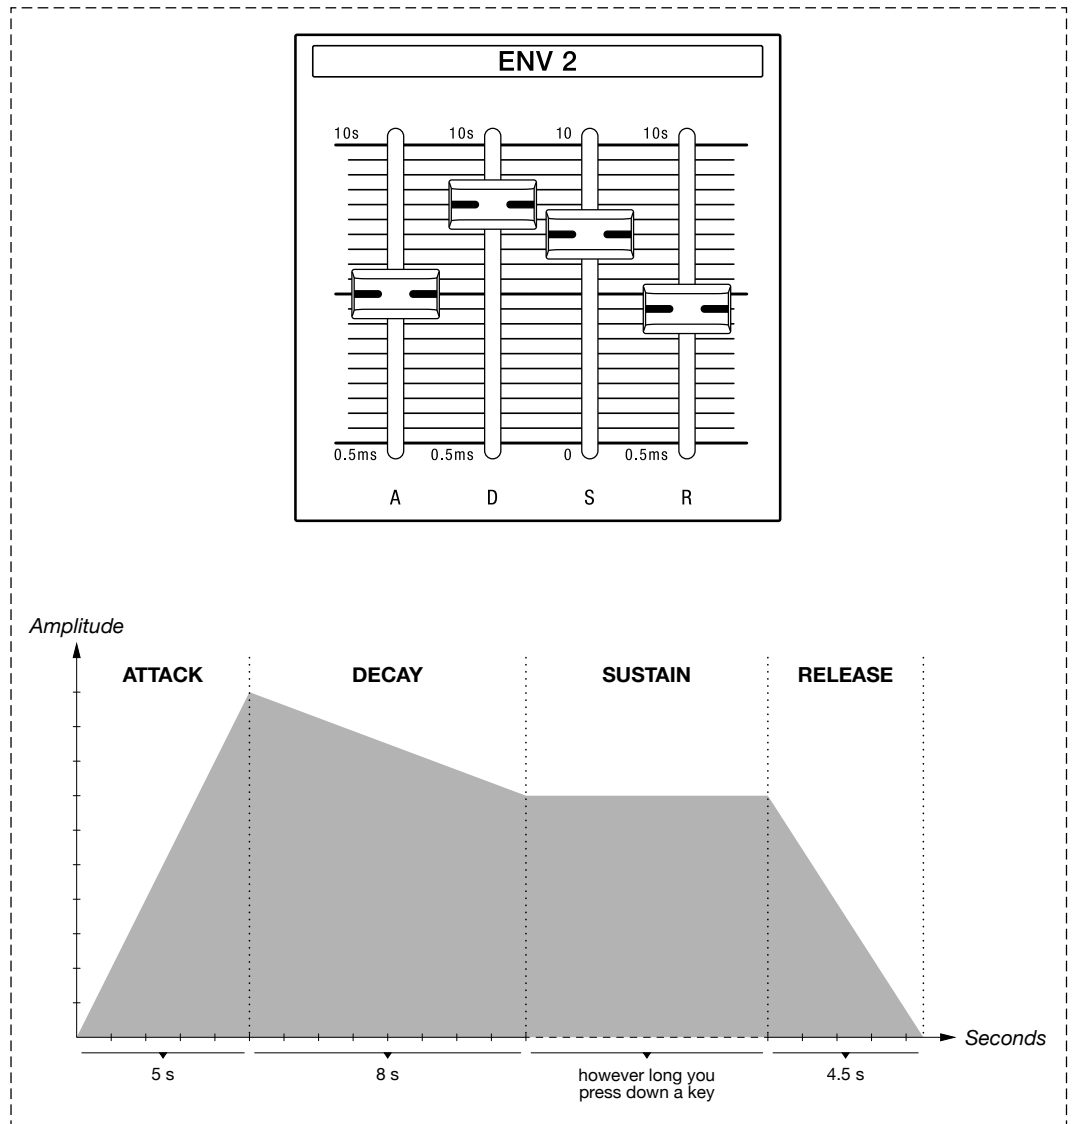 ENV 2
10s 10s 10 10s
0.5ms 0.5ms 0 0.5ms
A D S R
Amplitude
ATTACK DECAY SUSTAIN RELEASE
Seconds
5 s 8 s however long you 4.5 s
press down a key